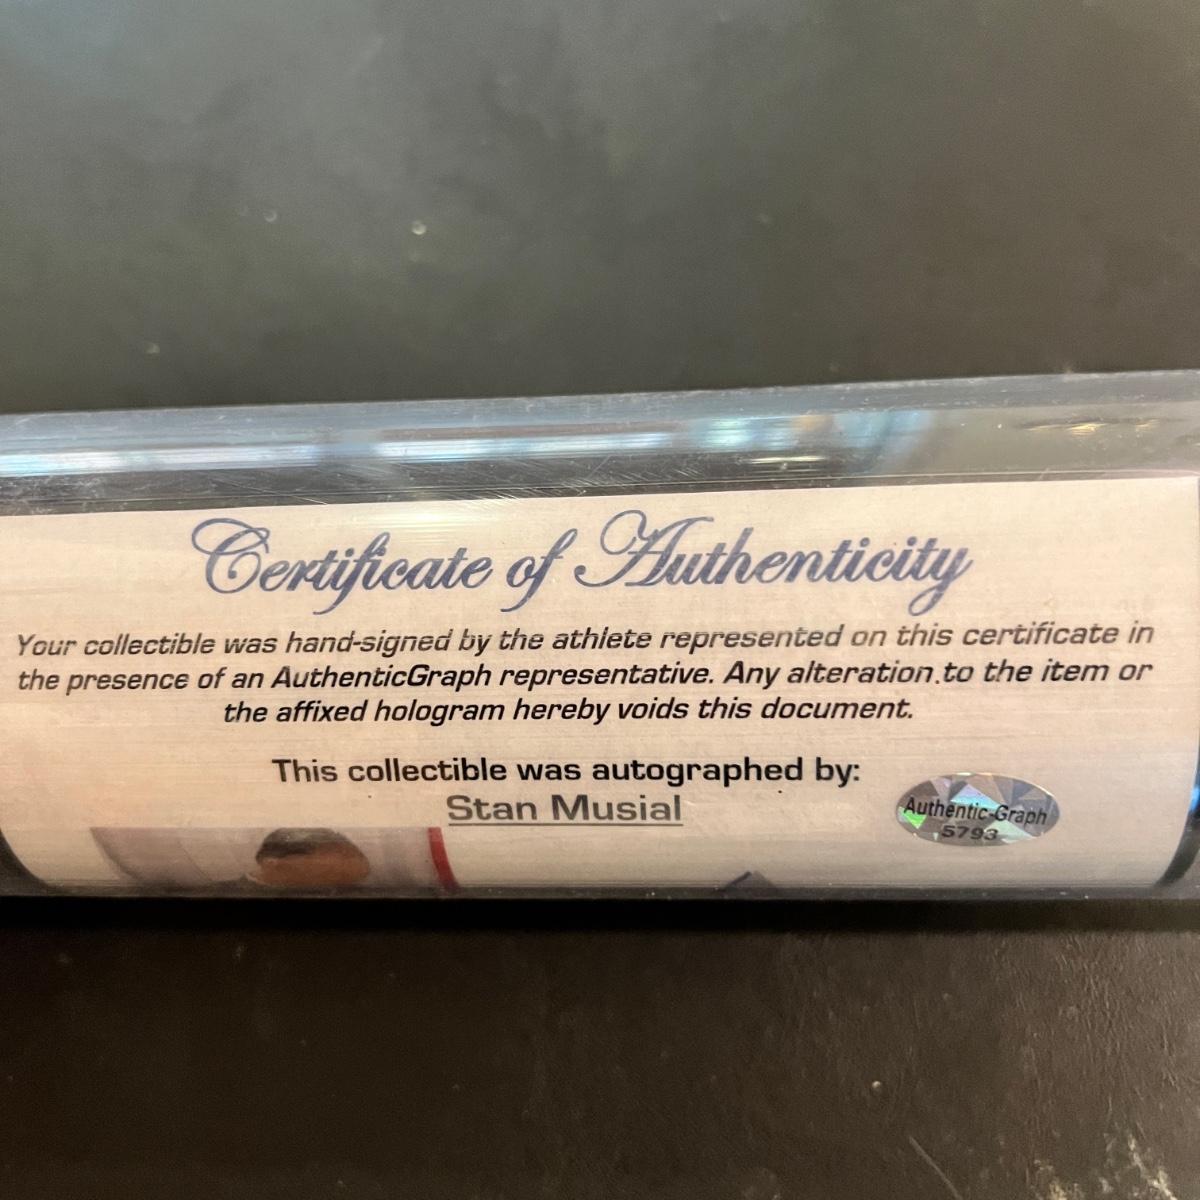 Certificate of Authenticity
Your collectible was hand-signed by the athlete represented on this certificate in
the presence of an AuthenticGraph representative. Any alteration to the item or
the affixed hologram hereby voids this document.
This collectible was autographed by:
Stan Musial
Authentic-Graph
5793